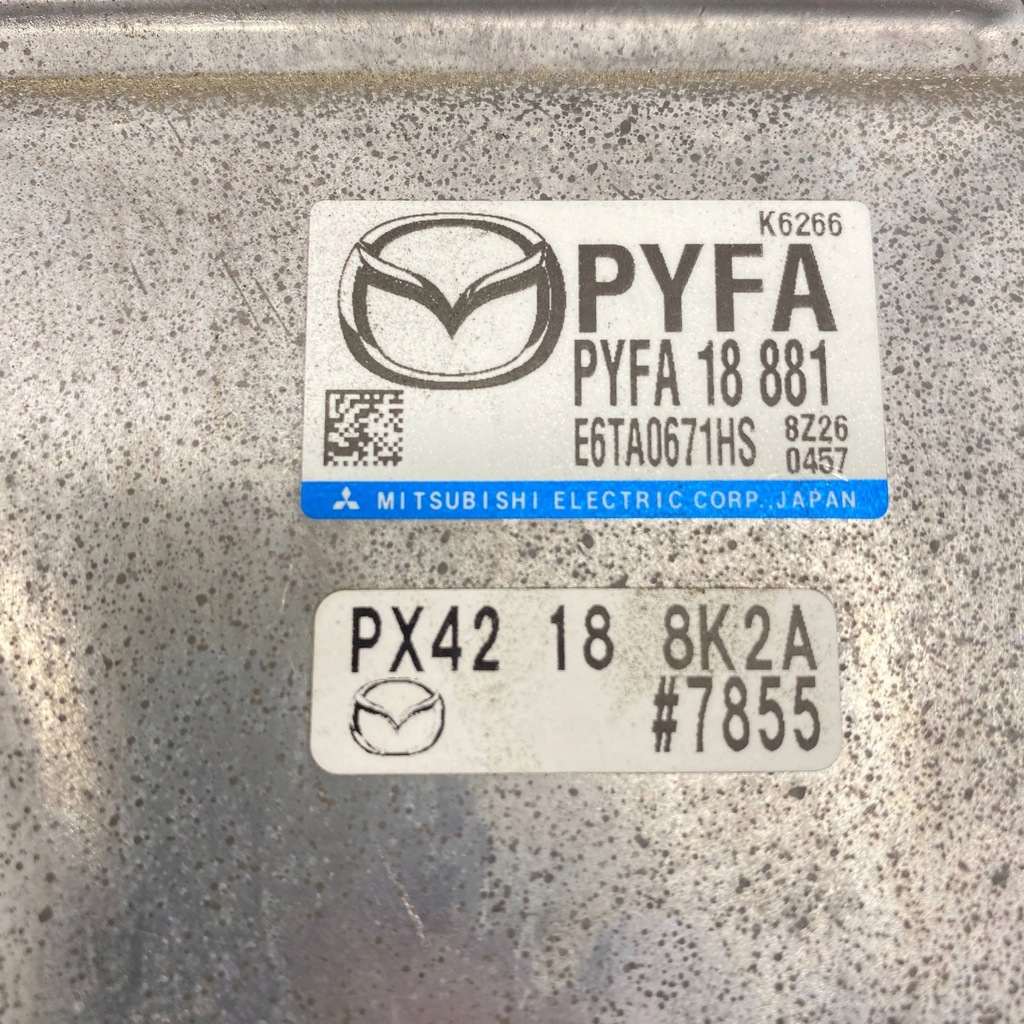 K6266
PYFA
PYFA 18 881
E6TA0671HS 8Z26
0457
MITSUBISHI ELECTRIC CORP. JAPAN
PX42 18 8K2A
#7855